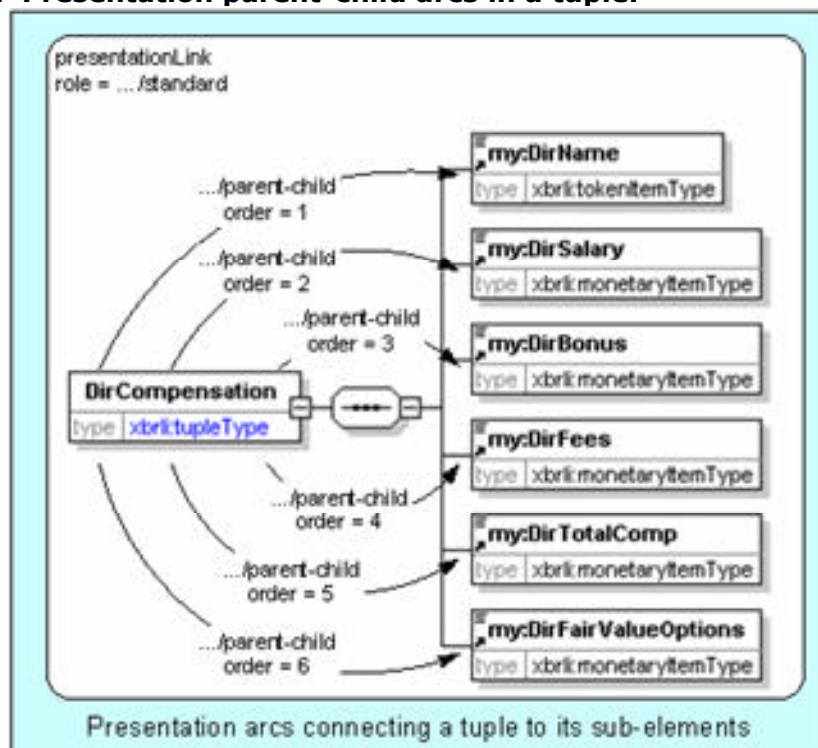 Presentation parent-child arcs in a tuple.
presentationLink
role = .../standard
.../parent-child
order = 1
my:DirName
type xbrli:tokenItemType
.../parent-child
order = 2
my:DirSalary
type xbrli:monetaryItemType
.../parent-child
order = 3
my:DirBonus
type xbrli:monetaryItemType
DirCompensation
type xbrli:tupleType
my:DirFees
type xbrli:monetaryItemType
.../parent-child
order = 4
my:DirTotalComp
type xbrli:monetaryItemType
.../parent-child
order = 5
my:DirFairValueOptions
type xbrli:monetaryItemType
.../parent-child
order = 6
Presentation arcs connecting a tuple to its sub-elements